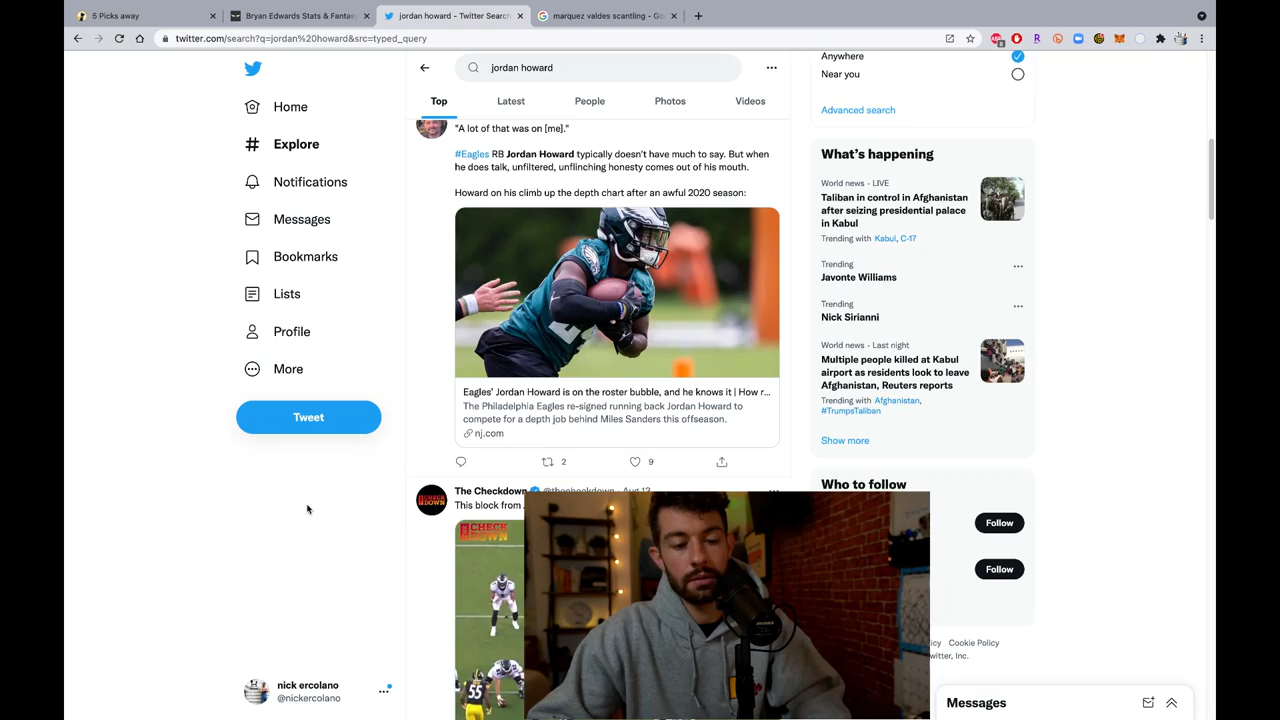 5 Picks away
Bryan Edwards Stats & Fantas
jordan howard - Twitter Search
marquez valdes scantling - Go
twitter.com/search?q=jordan%20howard&src=typed_query
jordan howard
Top
Latest
People
Photos
Videos
Home
Explore
Notifications
Messages
Bookmarks
Lists
Profile
More
Tweet
nick ercolano
@nickercolano
"A lot of that was on [me]."
#Eagles RB Jordan Howard typically doesn't have much to say. But when
he does talk, unfiltered, unflinching honesty comes out of his mouth.
Howard on his climb up the depth chart after an awful 2020 season:
Eagles' Jordan Howard is on the roster bubble, and he knows it | How r...
The Philadelphia Eagles re-signed running back Jordan Howard to
compete for a depth job behind Miles Sanders this offseason.
nj.com
2
9
The Checkdown @thecheckdown · Aug 12
This block from
CHECK
DOWN
55
Anywhere
Near you
Advanced search
What's happening
World news · LIVE
Taliban in control in Afghanistan
after seizing presidential palace
in Kabul
Trending with Kabul, C-17
Trending
Javonte Williams
Trending
Nick Sirianni
World news · Last night
Multiple people killed at Kabul
airport as residents look to leave
Afghanistan, Reuters reports
Trending with Afghanistan,
#TrumpsTaliban
Show more
Who to follow
Follow
Follow
Cookie Policy
Messages